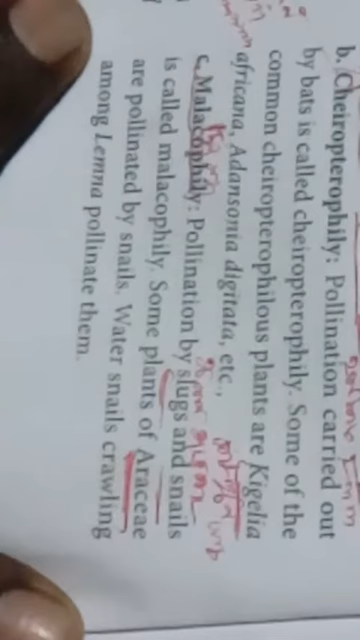 b. Cheiropterophily: Pollination carried out
by bats is called cheiropterophily. Some of the
common cheiropterophilous plants are Kigelia
africana, Adansonia digitata, etc.,
c. Malacophily: Pollination by slugs and snails
is called malacophily. Some plants of Araceae
are pollinated by snails. Water snails crawling
among Lemna pollinate them.